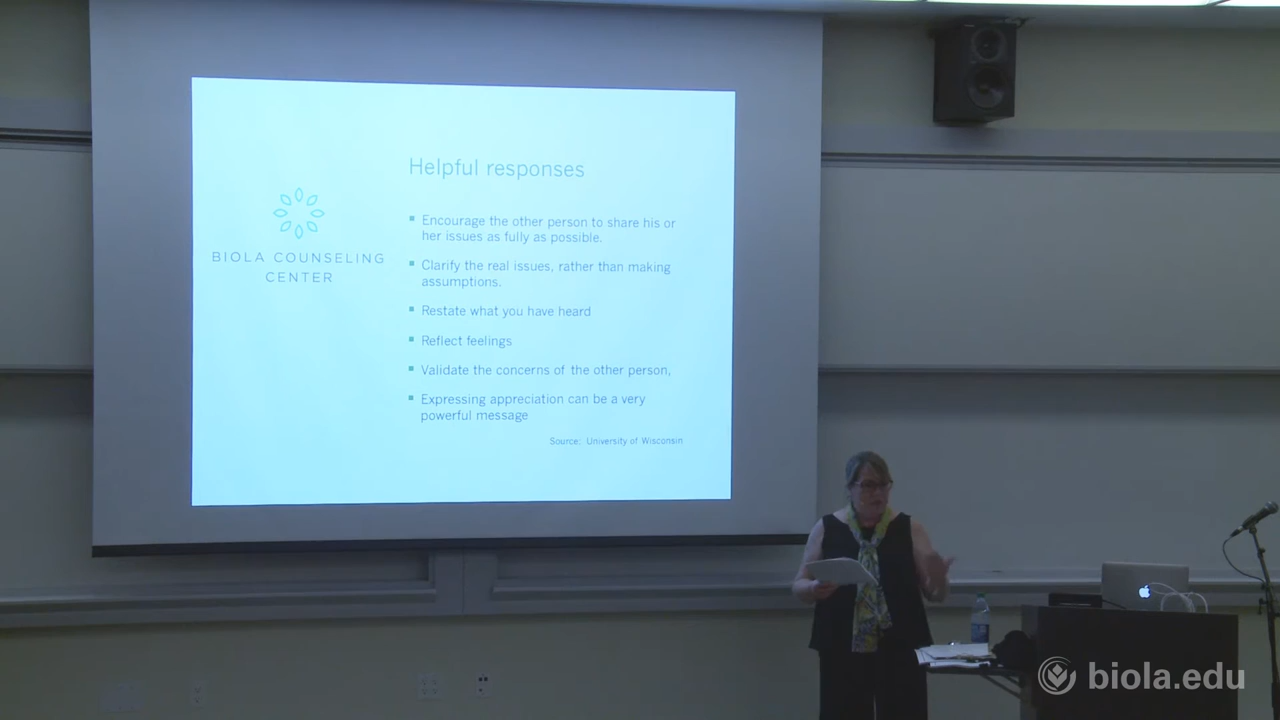 Helpful responses
Encourage the other person to share his or
her issues as fully as possible.
Clarify the real issues, rather than making
assumptions.
Restate what you have heard
Reflect feelings
Validate the concerns of the other person,
Expressing appreciation can be a very
powerful message
Source: University of Wisconsin
BIOLA COUNSELING
CENTER
biola.edu